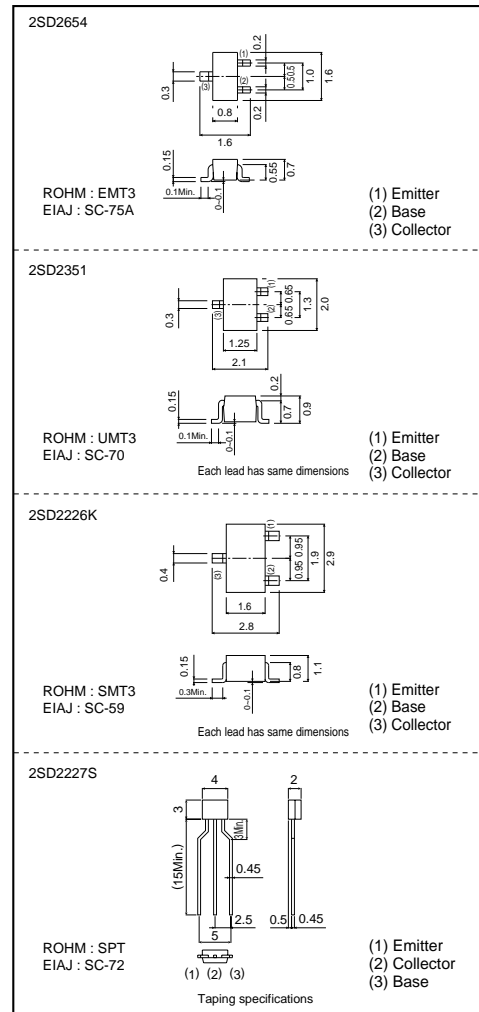 2SD2654
0.2
(1)
(2)
(3)
0.3
0.5
0.5
1.0
1.6
0.2
0.8
1.6
0.15
0.1Min.
0~0.1
0.55
0.7
ROHM : EMT3
EIAJ : SC-75A
(1) Emitter
(2) Base
(3) Collector
2SD2351
(1)
(2)
(3)
0.3
0.65
0.65
1.3
2.0
1.25
2.1
0.2
0.15
0.1Min.
0~0.1
0.7
0.9
ROHM : UMT3
EIAJ : SC-70
Each lead has same dimensions
(1) Emitter
(2) Base
(3) Collector
2SD2226K
(1)
(2)
(3)
0.4
0.95
0.95
1.9
2.9
1.6
2.8
0.15
0.3Min.
0~0.1
0.8
1.1
ROHM : SMT3
EIAJ : SC-59
Each lead has same dimensions
(1) Emitter
(2) Base
(3) Collector
2SD2227S
4
2
3
3Min.
(15Min.)
0.45
2.5
5
0.5
0.45
ROHM : SPT
EIAJ : SC-72
(1) (2) (3)
Taping specifications
(1) Emitter
(2) Collector
(3) Base